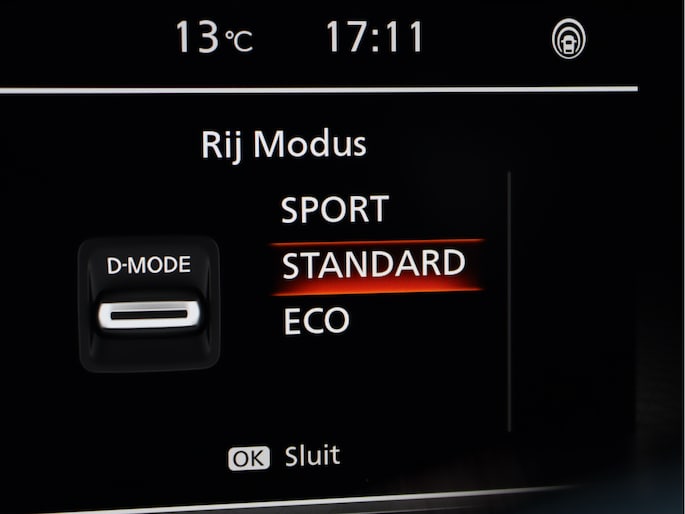 13°C 17:11
Rij Modus
SPORT
D-MODE STANDARD
ECO
OK Sluit